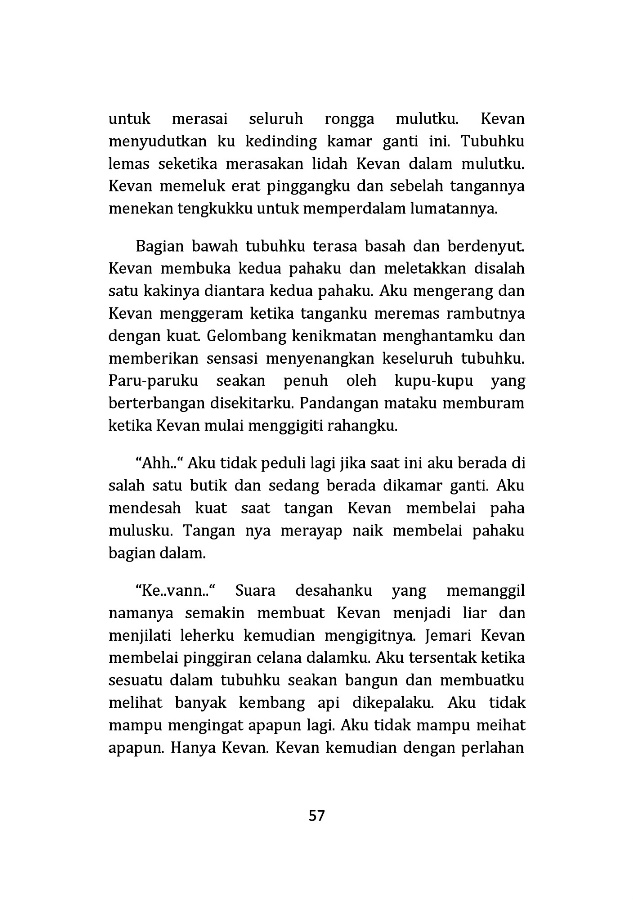 untuk merasai seluruh rongga mulutku. Kevan
menyudutkan ku kedinding kamar ganti ini. Tubuhku
lemas seketika merasakan lidah Kevan dalam mulutku.
Kevan memeluk erat pinggangku dan sebelah tangannya
menekan tengkukku untuk memperdalam lumatannya.
Bagian bawah tubuhku terasa basah dan berdenyut.
Kevan membuka kedua pahaku dan meletakkan disalah
satu kakinya diantara kedua pahaku. Aku mengerang dan
Kevan menggeram ketika tanganku meremas rambutnya
dengan kuat. Gelombang kenikmatan menghantamku dan
memberikan sensasi menyenangkan keseluruh tubuhku.
Paru-paruku seakan penuh oleh kupu-kupu yang
berterbangan disekitarku. Pandangan mataku memburam
ketika Kevan mulai menggigiti rahangku.
“Ahh..“ Aku tidak peduli lagi jika saat ini aku berada di
salah satu butik dan sedang berada dikamar ganti. Aku
mendesah kuat saat tangan Kevan membelai paha
mulusku. Tangan nya merayap naik membelai pahaku
bagian dalam.
“Ke..vann..“ Suara desahanku yang memanggil
namanya semakin membuat Kevan menjadi liar dan
menjilati leherku kemudian mengigitnya. Jemari Kevan
membelai pinggiran celana dalamku. Aku tersentak ketika
sesuatu dalam tubuhku seakan bangun dan membuatku
melihat banyak kembang api dikepalaku. Aku tidak
mampu mengingat apapun lagi. Aku tidak mampu meihat
apapun. Hanya Kevan. Kevan kemudian dengan perlahan
57